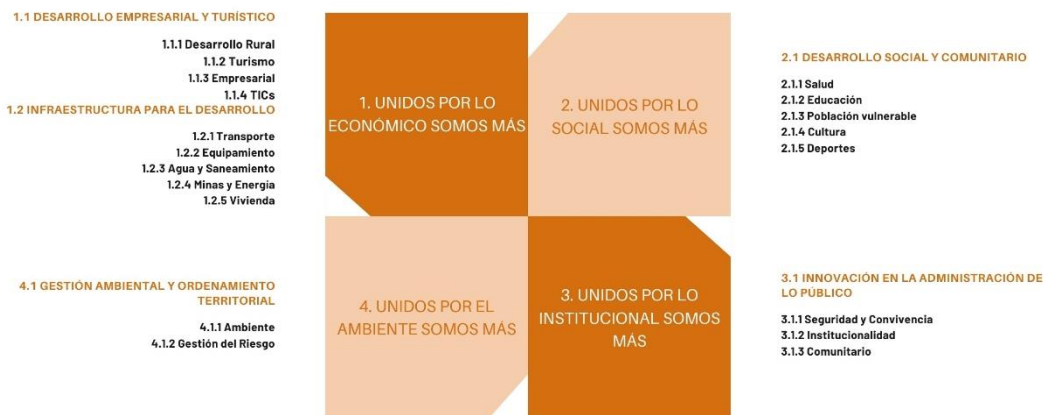 1.1 DESARROLLO EMPRESARIAL Y TURÍSTICO
1.1.1 Desarrollo Rural
1.1.2 Turismo
1.1.3 Empresarial
1.1.4 TICs
1.2 INFRAESTRUCTURA PARA EL DESARROLLO
1.2.1 Transporte
1.2.2 Equipamiento
1.2.3 Agua y Saneamiento
1.2.4 Minas y Energía
1.2.5 Vivienda
1. UNIDOS POR LO
ECONÓMICO SOMOS MÁS
2. UNIDOS POR LO
SOCIAL SOMOS MÁS
2.1 DESARROLLO SOCIAL Y COMUNITARIO
2.1.1 Salud
2.1.2 Educación
2.1.3 Población vulnerable
2.1.4 Cultura
2.1.5 Deportes
4.1 GESTIÓN AMBIENTAL Y ORDENAMIENTO
TERRITORIAL
4.1.1 Ambiente
4.1.2 Gestión del Riesgo
4. UNIDOS POR EL
AMBIENTE SOMOS MÁS
3. UNIDOS POR LO
INSTITUCIONAL SOMOS
MÁS
3.1 INNOVACIÓN EN LA ADMINISTRACIÓN DE
LO PÚBLICO
3.1.1 Seguridad y Convivencia
3.1.2 Institucionalidad
3.1.3 Comunitario